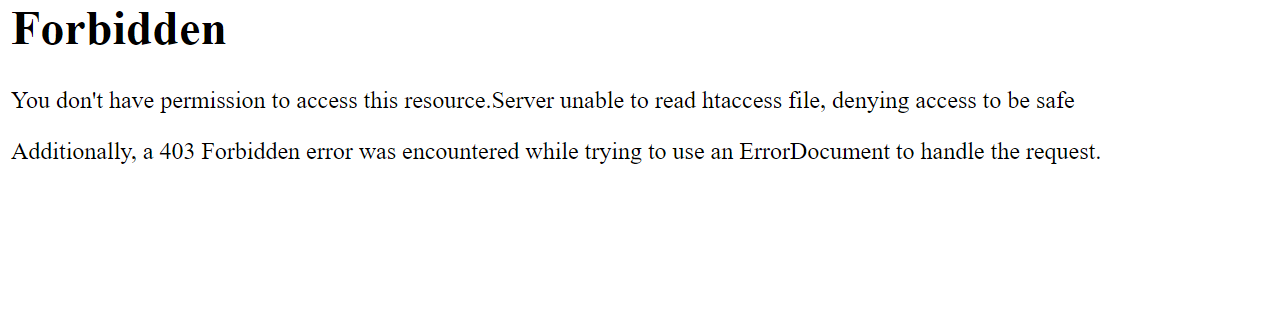 Forbidden
You don't have permission to access this resource.Server unable to read htaccess file, denying access to be safe
Additionally, a 403 Forbidden error was encountered while trying to use an ErrorDocument to handle the request.